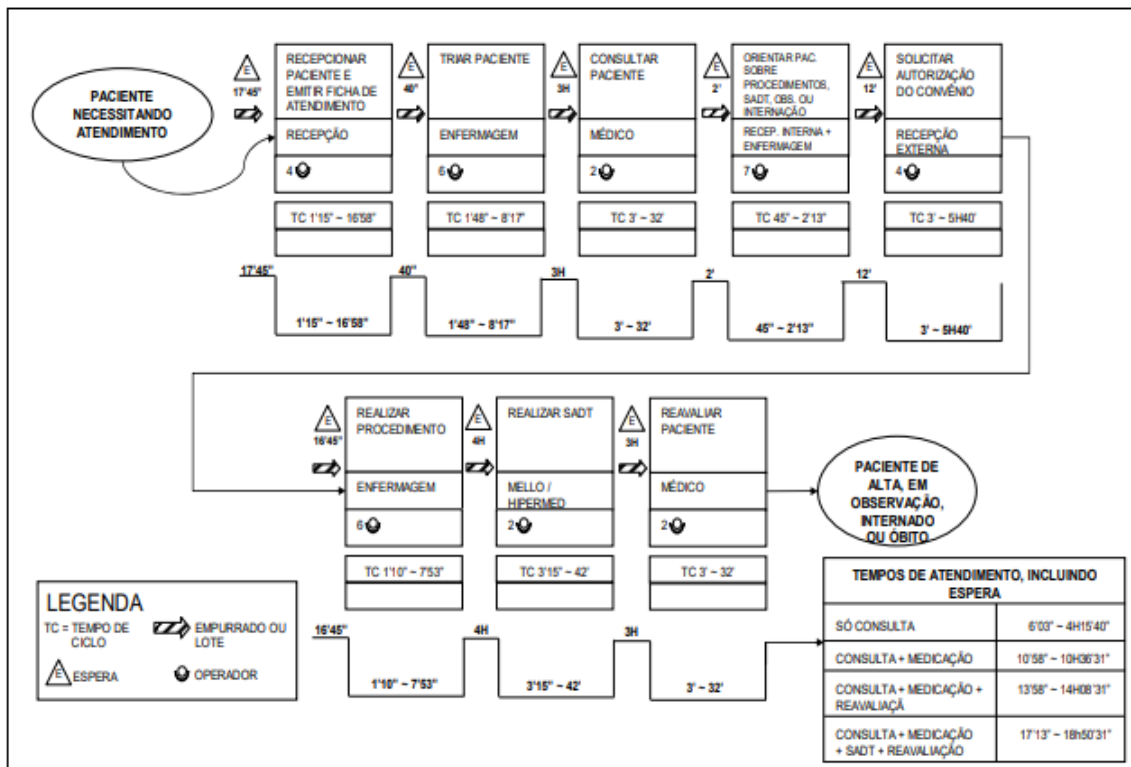 PACIENTE
NECESSITANDO
ATENDIMENTO
E
17'45"
RECEPCIONAR
PACIENTE E
EMITIR FICHA DE
ATENDIMENTO
RECEPÇÃO
4
TC 1'15" ~ 16'58"
E
40"
TRIAR PACIENTE
ENFERMAGEM
6
TC 1'48" ~ 8'17"
E
3H
CONSULTAR
PACIENTE
MÉDICO
2
TC 3' ~ 32'
E
2'
ORIENTAR PAC.
SOBRE
PROCEDIMENTOS,
SADT, OBS. OU
INTERNAÇÃO
RECEP. INTERNA +
ENFERMAGEM
7
TC 45" ~ 2'13"
E
12'
SOLICITAR
AUTORIZAÇÃO
DO CONVÊNIO
RECEPÇÃO
EXTERNA
4
TC 3' ~ 5H40'
17'45"
1'15" ~ 16'58"
40"
1'48" ~ 8'17"
3H
3' ~ 32'
2'
45" ~ 2'13"
12'
3' ~ 5H40'
E
16'45"
REALIZAR
PROCEDIMENTO
ENFERMAGEM
6
TC 1'10" ~ 7'53"
E
4H
REALIZAR SADT
MELLO /
HIPERMED
2
TC 3'15" ~ 42'
E
3H
REAVALIAR
PACIENTE
MÉDICO
2
TC 3' ~ 32'
PACIENTE DE
ALTA, EM
OBSERVAÇÃO,
INTERNADO
OU ÓBITO
16'45"
1'10" ~ 7'53"
4H
3'15" ~ 42'
3H
3' ~ 32'
LEGENDA
TC = TEMPO DE
CICLO
EMPURRADO OU
LOTE
E ESPERA
OPERADOR
TEMPOS DE ATENDIMENTO, INCLUINDO
ESPERA
SÓ CONSULTA 6'03" ~ 4H15'40"
CONSULTA + MEDICAÇÃO 10'58" ~ 10H36'31"
CONSULTA + MEDICAÇÃO +
REAVALIAÇÃ 13'58" ~ 14H08'31"
CONSULTA + MEDICAÇÃO
+ SADT + REAVALIAÇÃO 17'13" ~ 18h50'31"